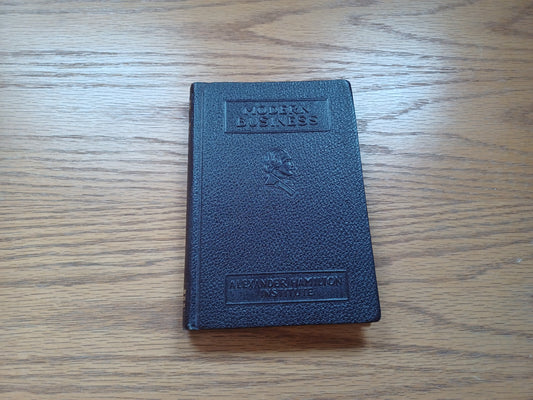 MODERN
BUSINESS
ALEXANDER HAMILTON
INSTITUTE